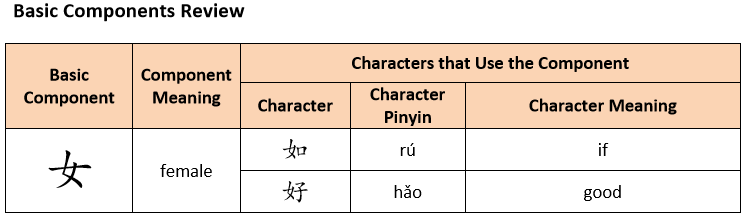 Basic Components Review
Basic Component
Component Meaning
Characters that Use the Component
Character
Character Pinyin
Character Meaning
女
female
如
rú
if
好
hǎo
good